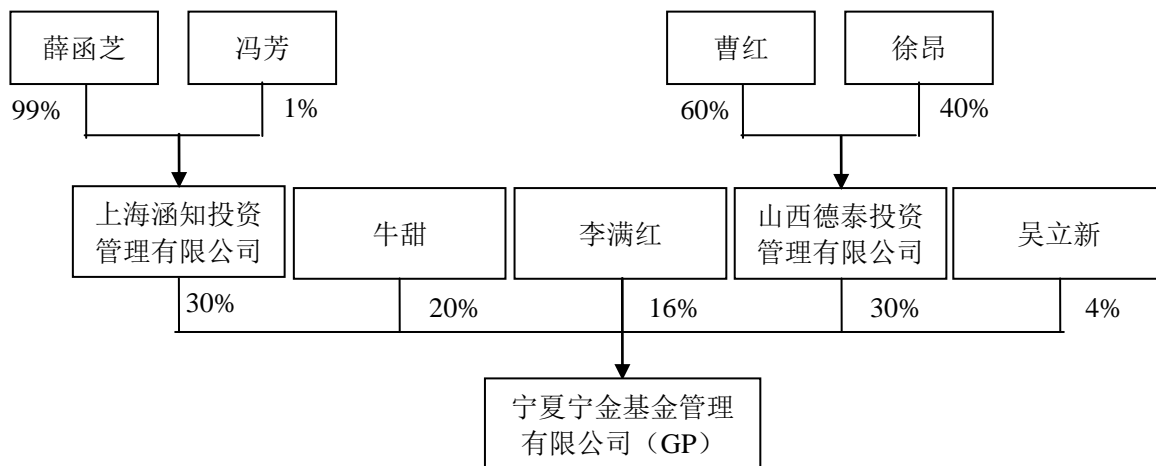 薛函芝
冯芳
曹红
徐昂
99%
1%
60%
40%
上海涵知投资
管理有限公司
牛甜
李满红
山西德泰投资
管理有限公司
吴立新
30%
20%
16%
30%
4%
宁夏宁金基金管理
有限公司（GP）